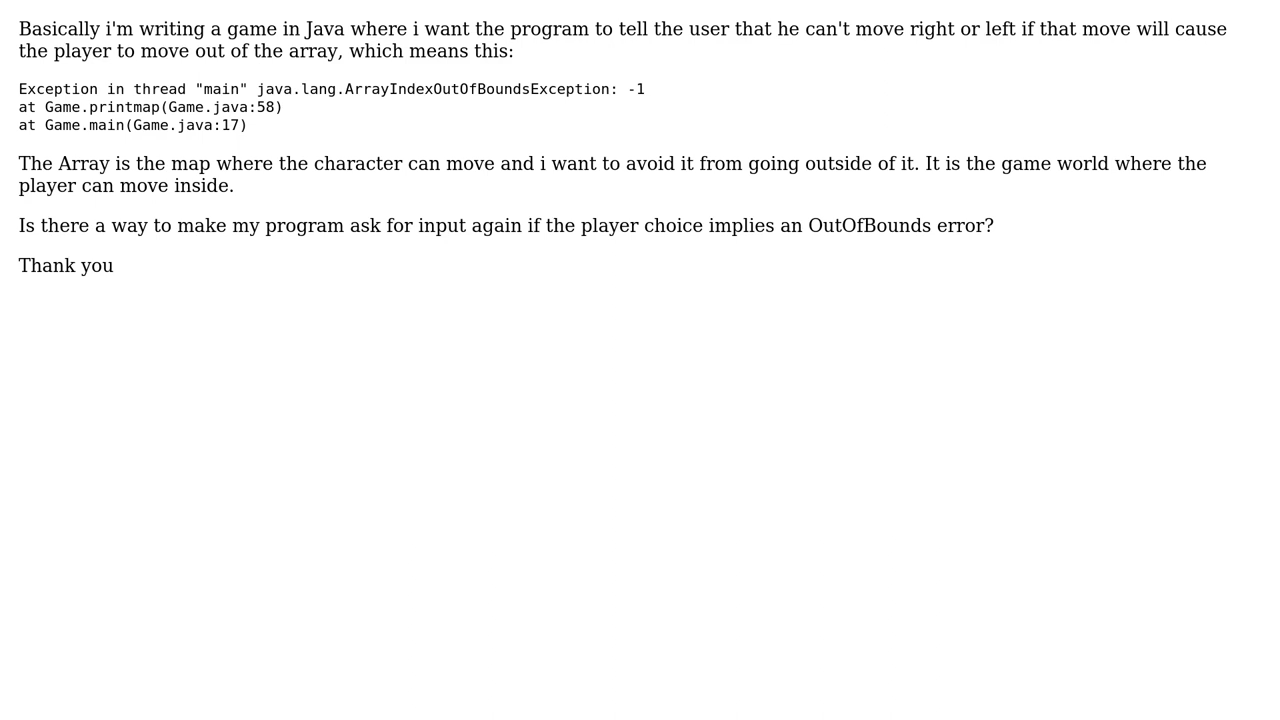 Basically i'm writing a game in Java where i want the program to tell the user that he can't move right or left if that move will cause
the player to move out of the array, which means this:
Exception in thread "main" java.lang.ArrayIndexOutOfBoundsException: -1
at Game.printmap(Game.java:58)
at Game.main(Game.java:17)
The Array is the map where the character can move and i want to avoid it from going outside of it. It is the game world where the
player can move inside.
Is there a way to make my program ask for input again if the player choice implies an OutOfBounds error?
Thank you